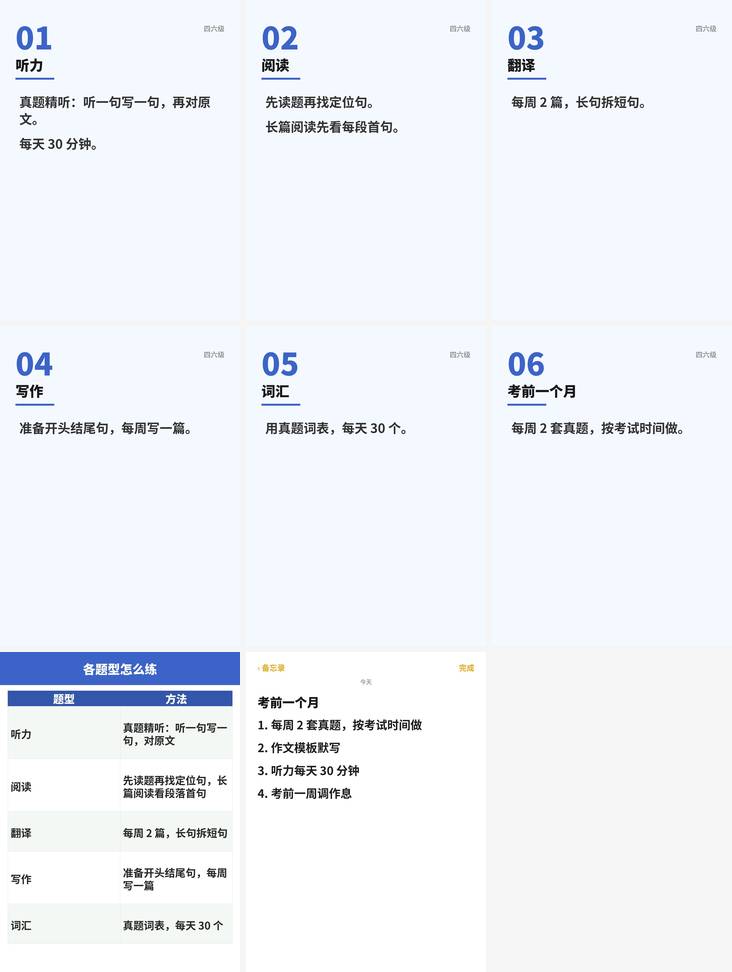 01
四六级
听力
真题精听：听一句写一句，再对原
文。
每天 30 分钟。
02
四六级
阅读
先读题再找定位句。
长篇阅读先看每段首句。
03
四六级
翻译
每周 2 篇，长句拆短句。
04
四六级
写作
准备开头结尾句，每周写一篇。
05
四六级
词汇
用真题词表，每天 30 个。
06
四六级
考前一个月
每周 2 套真题，按考试时间做。
各题型怎么练
题型 方法
听力 真题精听：听一句写一
句，对原文
阅读 先读题再找定位句，长
篇阅读看段落首句
翻译 每周 2 篇，长句拆短句
写作 准备开头结尾句，每周
写一篇
词汇 真题词表，每天 30 个
‹ 备忘录 完成
今天
考前一个月
1. 每周 2 套真题，按考试时间做
2. 作文模板默写
3. 听力每天 30 分钟
4. 考前一周调作息